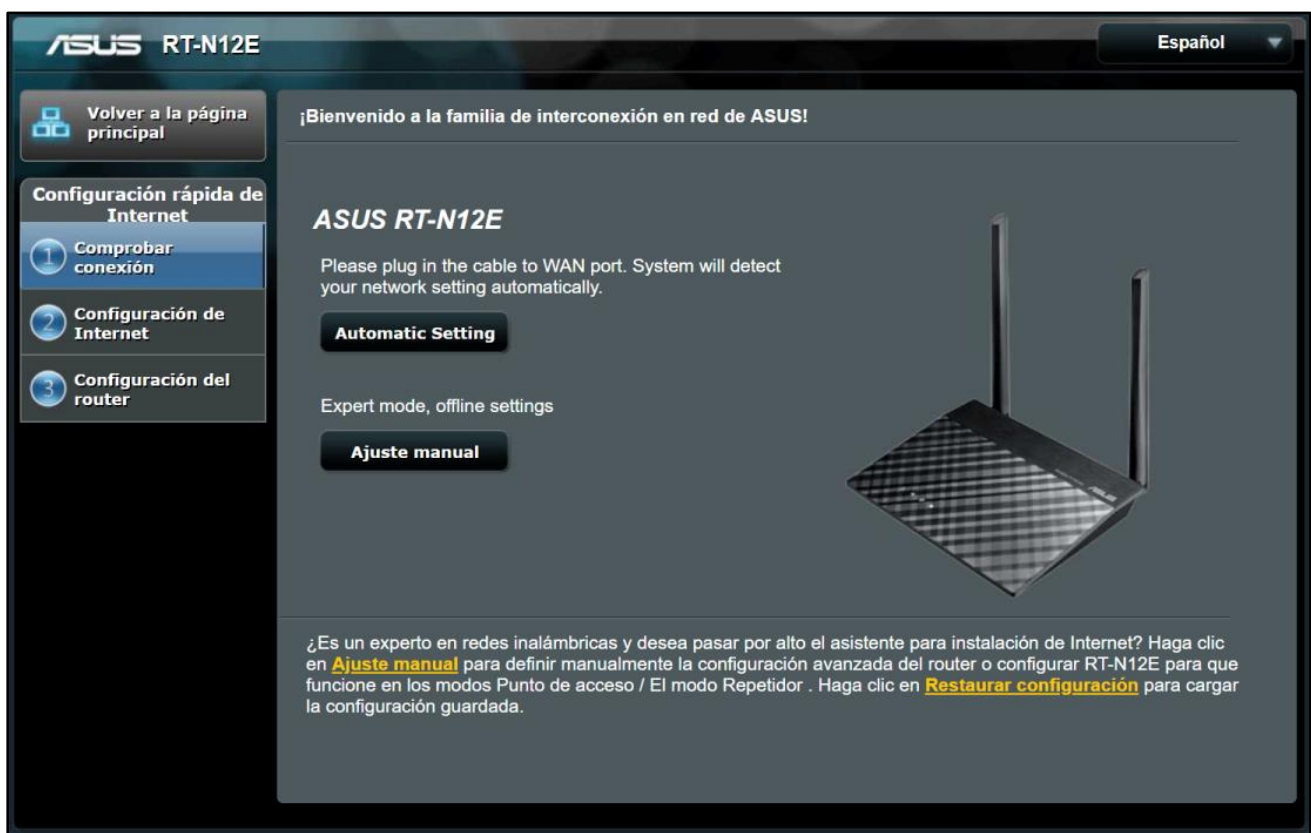 ASUS RT-N12E
Español
Volver a la página
principal
Configuración rápida de
Internet
1 Comprobar
conexión
2 Configuración de
Internet
3 Configuración del
router
¡Bienvenido a la familia de interconexión en red de ASUS!
ASUS RT-N12E
Please plug in the cable to WAN port. System will detect
your network setting automatically.
Automatic Setting
Expert mode, offline settings
Ajuste manual
ASUS
¿Es un experto en redes inalámbricas y desea pasar por alto el asistente para instalación de Internet? Haga clic
en Ajuste manual para definir manualmente la configuración avanzada del router o configurar RT-N12E para que
funcione en los modos Punto de acceso / El modo Repetidor . Haga clic en Restaurar configuración para cargar
la configuración guardada.